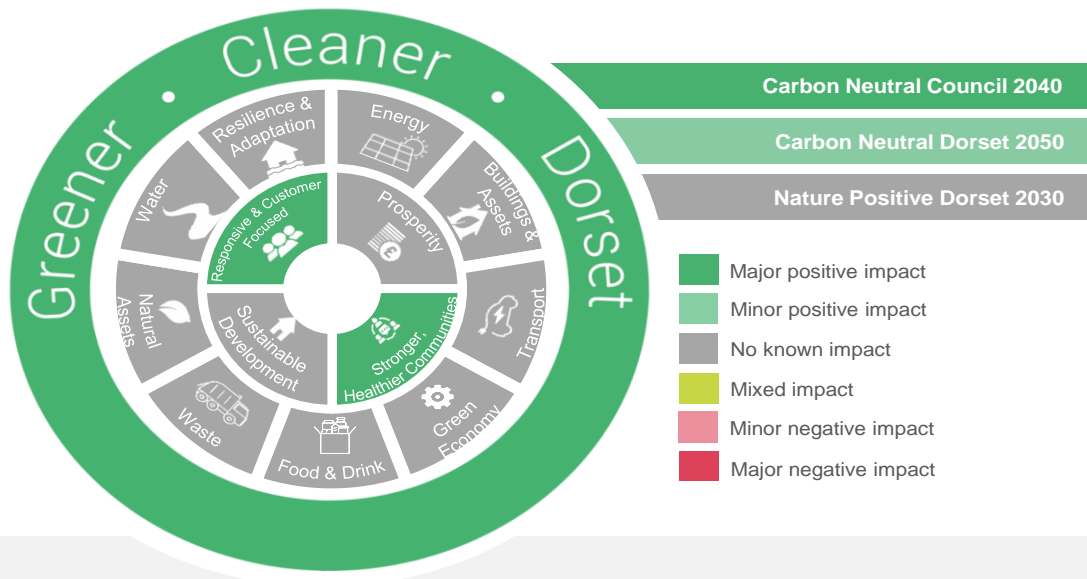 Greener • Cleaner • Dorset
Resilience &
Adaptation
Energy
Buildings &
Assets
Transport
Green
Economy
Food & Drink
Waste
Natural
Assets
Water
Responsive & Customer
Focused
Prosperity
Stronger,
Healthier Communities
Sustainable
Development
£
Carbon Neutral Council 2040
Carbon Neutral Dorset 2050
Nature Positive Dorset 2030
Major positive impact
Minor positive impact
No known impact
Mixed impact
Minor negative impact
Major negative impact